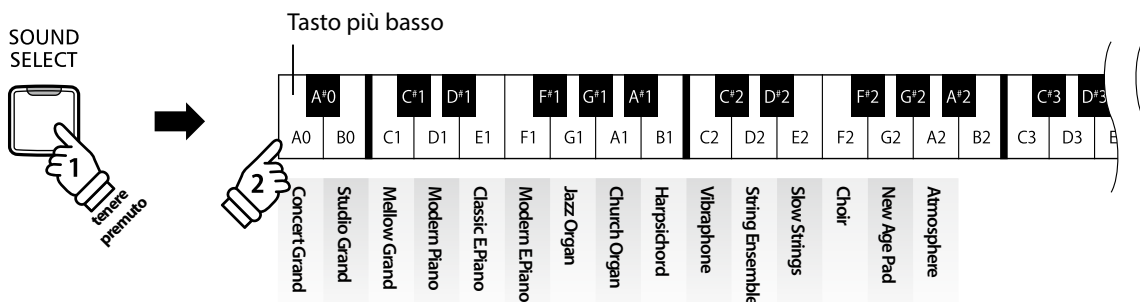 Tasto più basso
SOUND
SELECT
A#0 C#1 D#1 F#1 G#1 A#1 C#2 D#2 F#2 G#2 A#2 C#3 D#3
A0 B0 C1 D1 E1 F1 G1 A1 B1 C2 D2 E2 F2 G2 A2 B2 C3 D3
1
2
tenere
premuto
Concert Grand
Studio Grand
Mellow Grand
Modern Piano
Classic E.Piano
Modern E.Piano
Jazz Organ
Church Organ
Harpsichord
Vibraphone
String Ensemble
Slow Strings
Choir
New Age Pad
Atmosphere